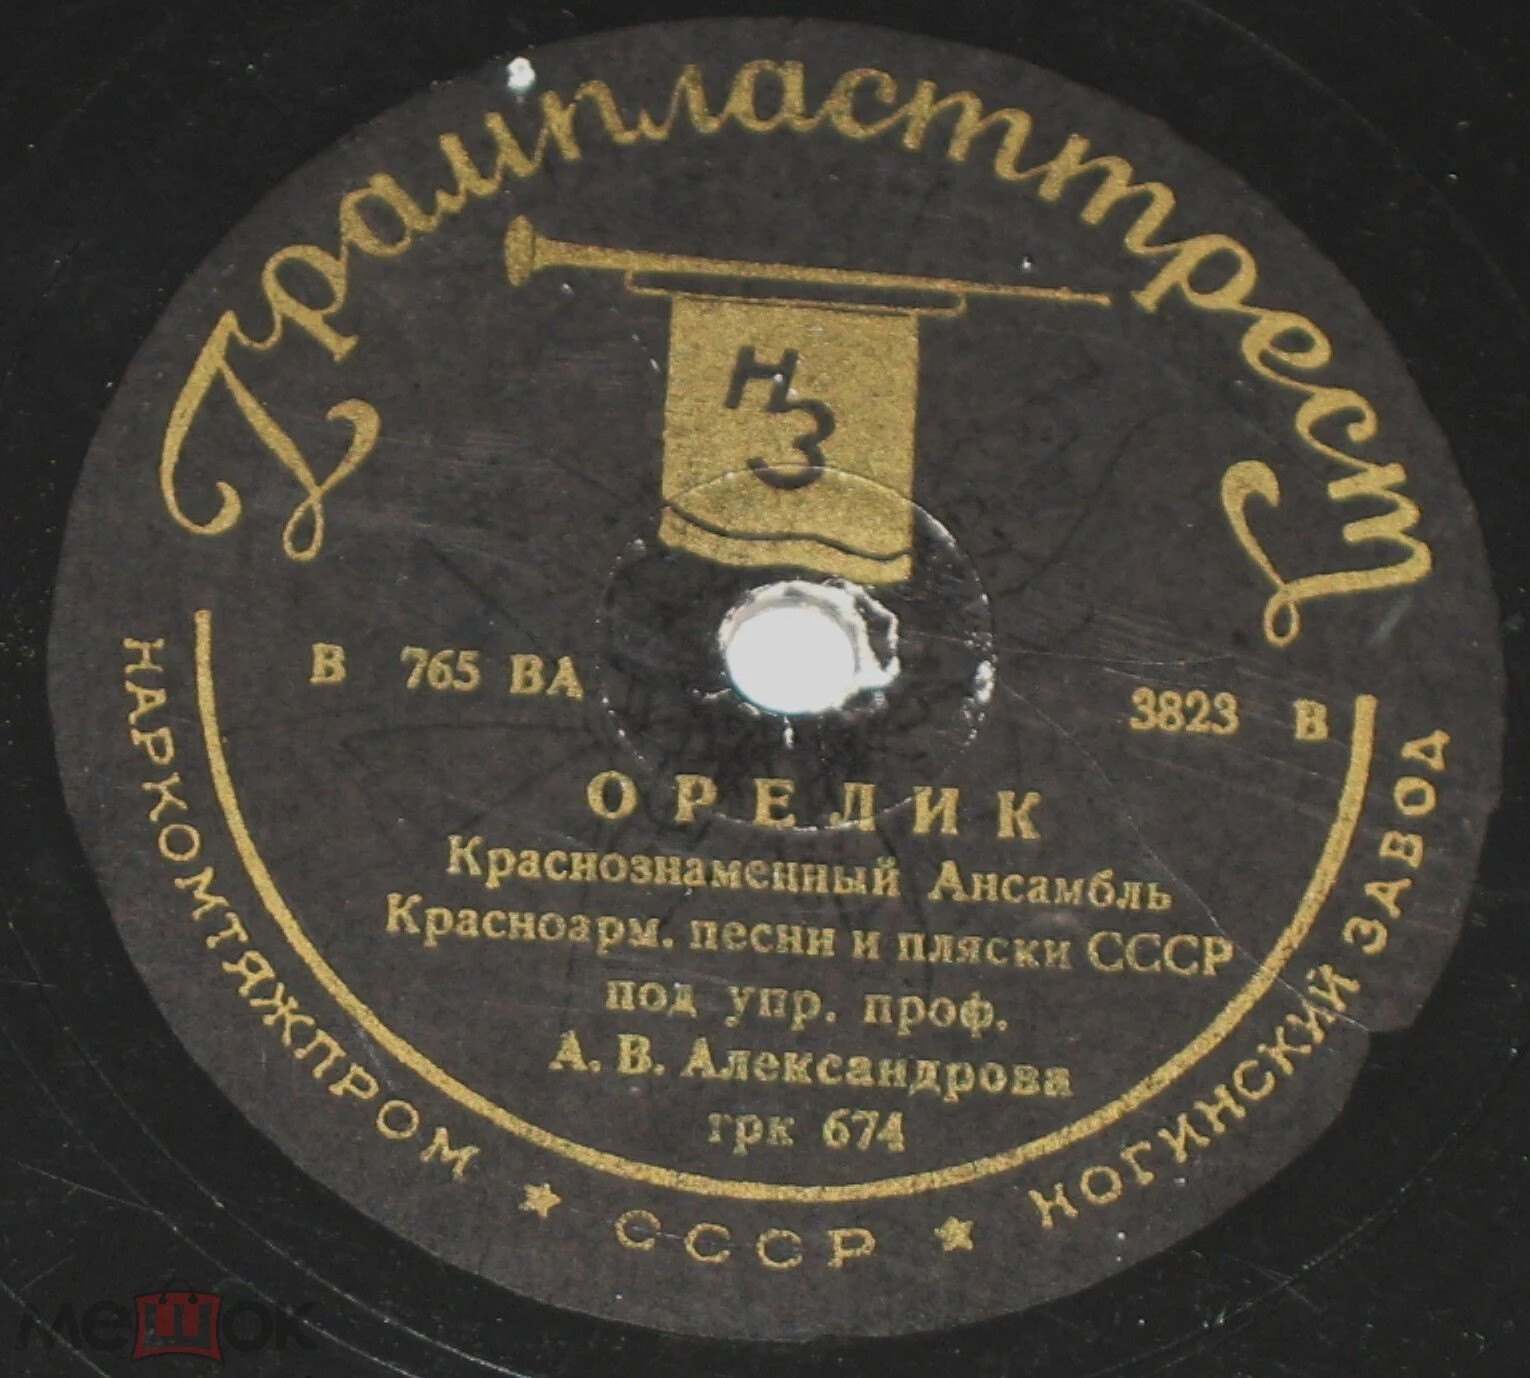 Грампласттрест
НЗ
В 765 ВА 3823 В
ОРЕЛИК
Краснознаменный Ансамбль
Красноарм. песни и пляски СССР
под упр. проф.
А. В. Александрова
грк 674
НАРКОМТЯЖПРОМ ★ СССР ★ НОГИНСКИЙ ЗАВОД
мешок